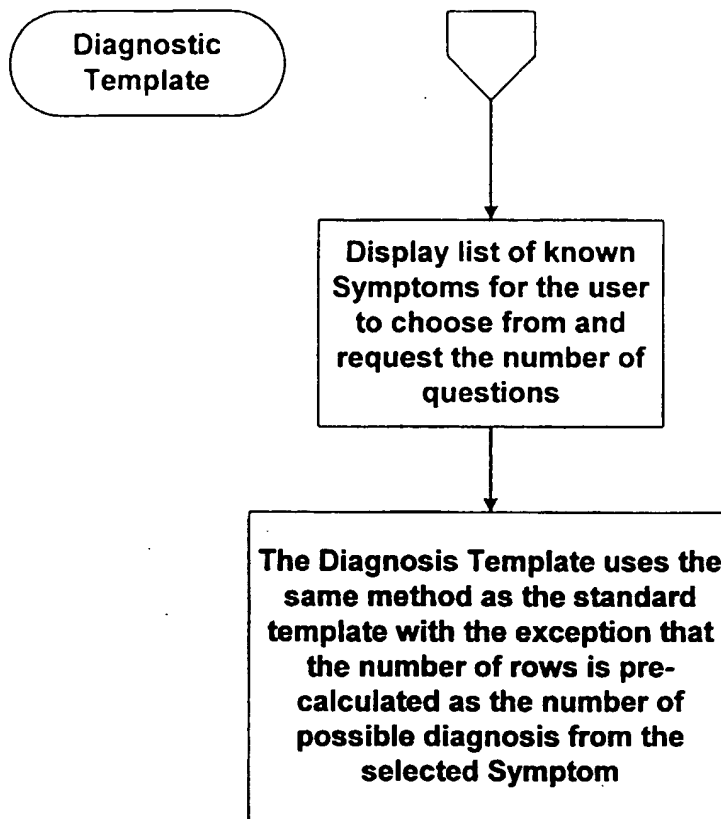 Diagnostic
Template
Display list of known
Symptoms for the user
to choose from and
request the number of
questions
The Diagnosis Template uses the
same method as the standard
template with the exception that
the number of rows is pre-
calculated as the number of
possible diagnosis from the
selected Symptom